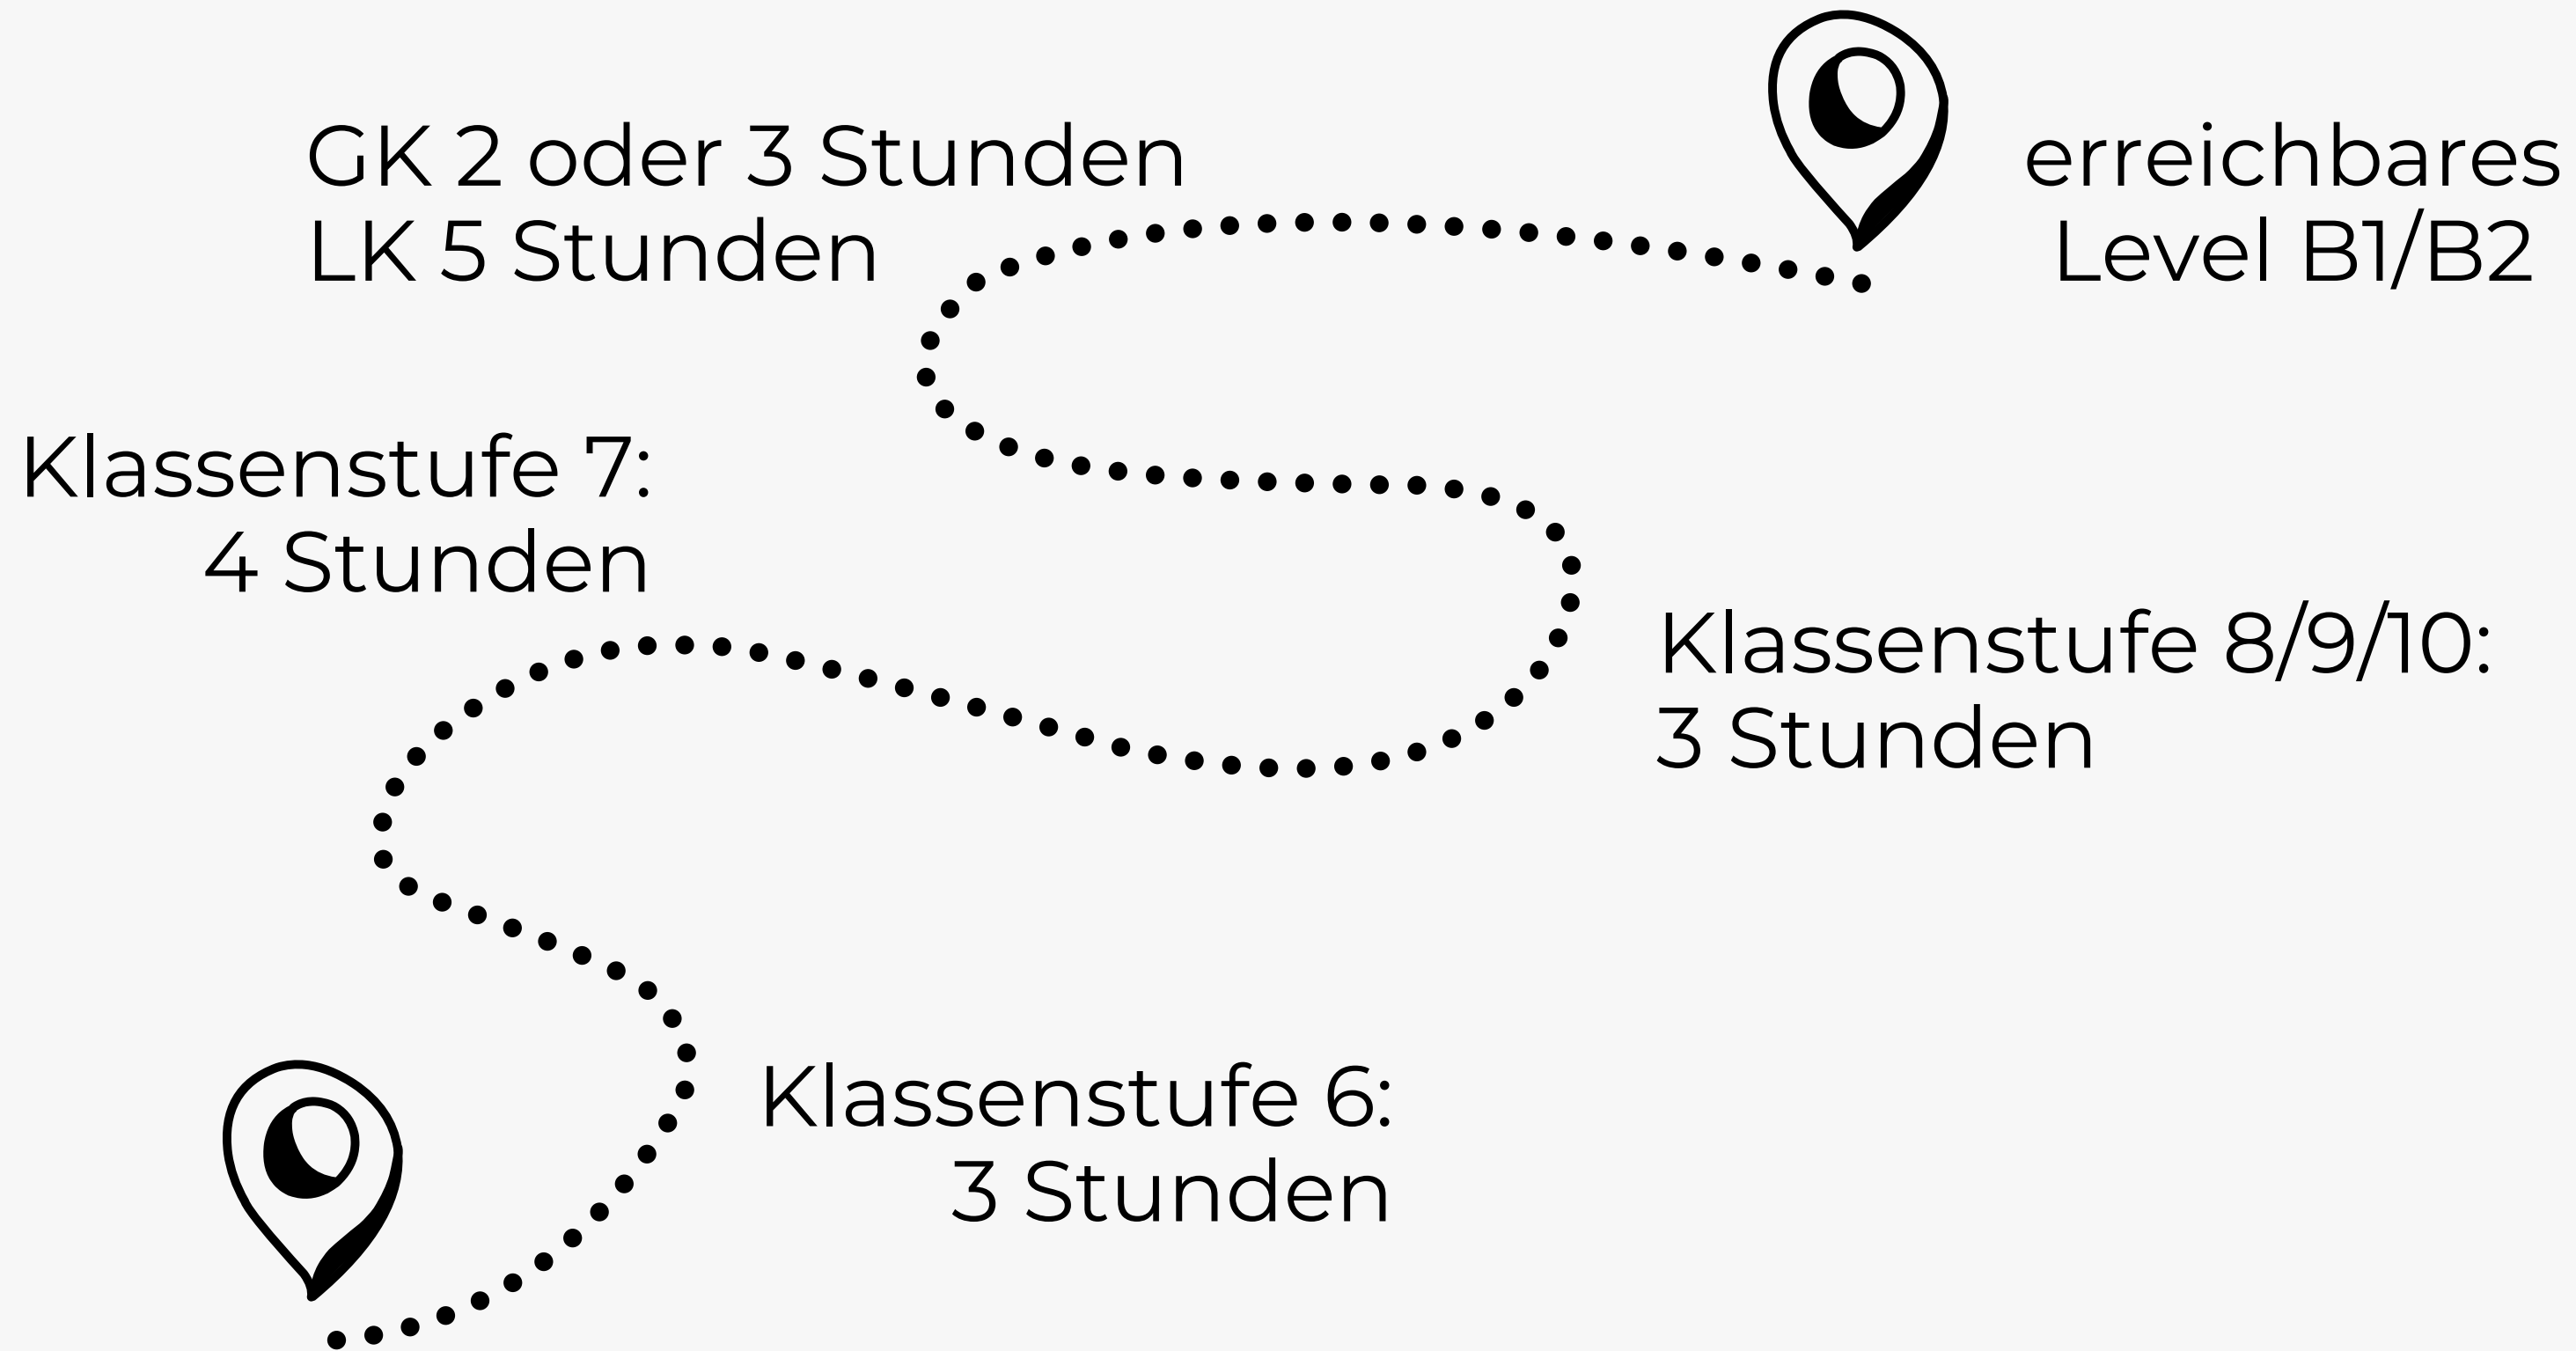 GK 2 oder 3 Stunden
LK 5 Stunden
erreichbares
Level B1/B2
Klassenstufe 7:
4 Stunden
Klassenstufe 8/9/10:
3 Stunden
Klassenstufe 6:
3 Stunden